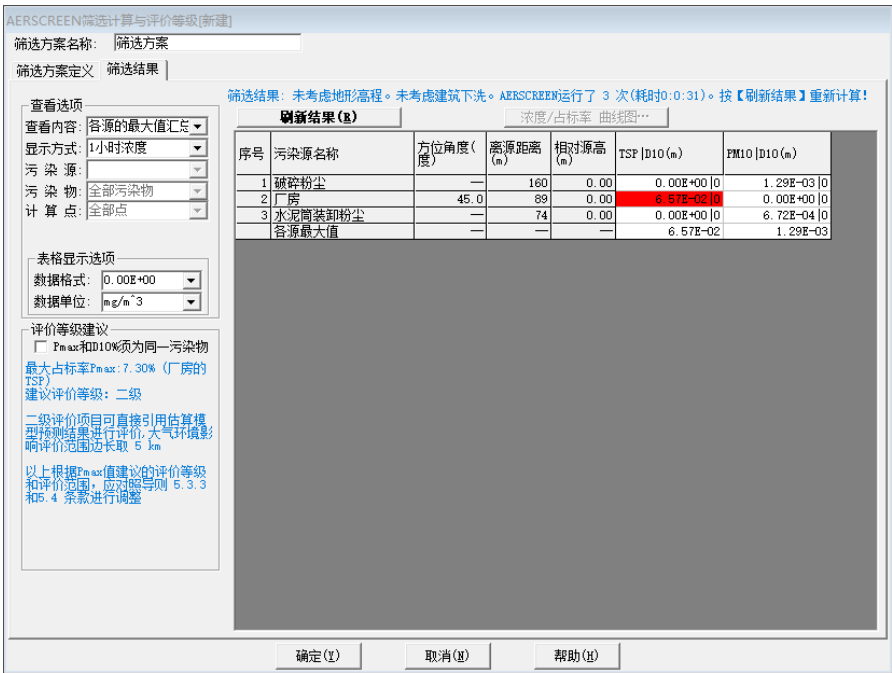 AERSCREEN筛选计算与评价等级[新建]
筛选方案名称: 筛选方案
筛选方案定义 筛选结果
筛选结果: 未考虑地形高程。未考虑建筑下洗。AERSCREEN运行了 3 次(耗时0:0:31)。按【刷新结果】重新计算!
刷新结果(R) 浓度/占标率 曲线图…
查看选项
查看内容: 各源的最大值汇总
显示方式: 1小时浓度
污 染 源:
污 染 物: 全部污染物
计 算 点: 全部点
表格显示选项
数据格式: 0.00E+00
数据单位: mg/m^3
评价等级建议
Pmax和D10%须为同一污染物
最大占标率Pmax:7.30% (厂房的
TSP)
建议评价等级: 二级
二级评价项目可直接引用估算模
型预测结果进行评价,大气环境影
响评价范围边长取 5 km
以上根据Pmax值建议的评价等级
和评价范围，应对照导则 5.3.3
和5.4 条款进行调整
序号 污染源名称 方位角度(度) 离源距离(m) 相对源高(m) TSP|D10(m) PM10|D10(m)
1 破碎粉尘 — 160 0.00 0.00E+00|0 1.29E-03|0
2 厂房 45.0 89 0.00 6.57E-02|0 0.00E+00|0
3 水泥筒装卸粉尘 — 74 0.00 0.00E+00|0 6.72E-04|0
各源最大值 — — — 6.57E-02 1.29E-03
确定(Y) 取消(N) 帮助(H)